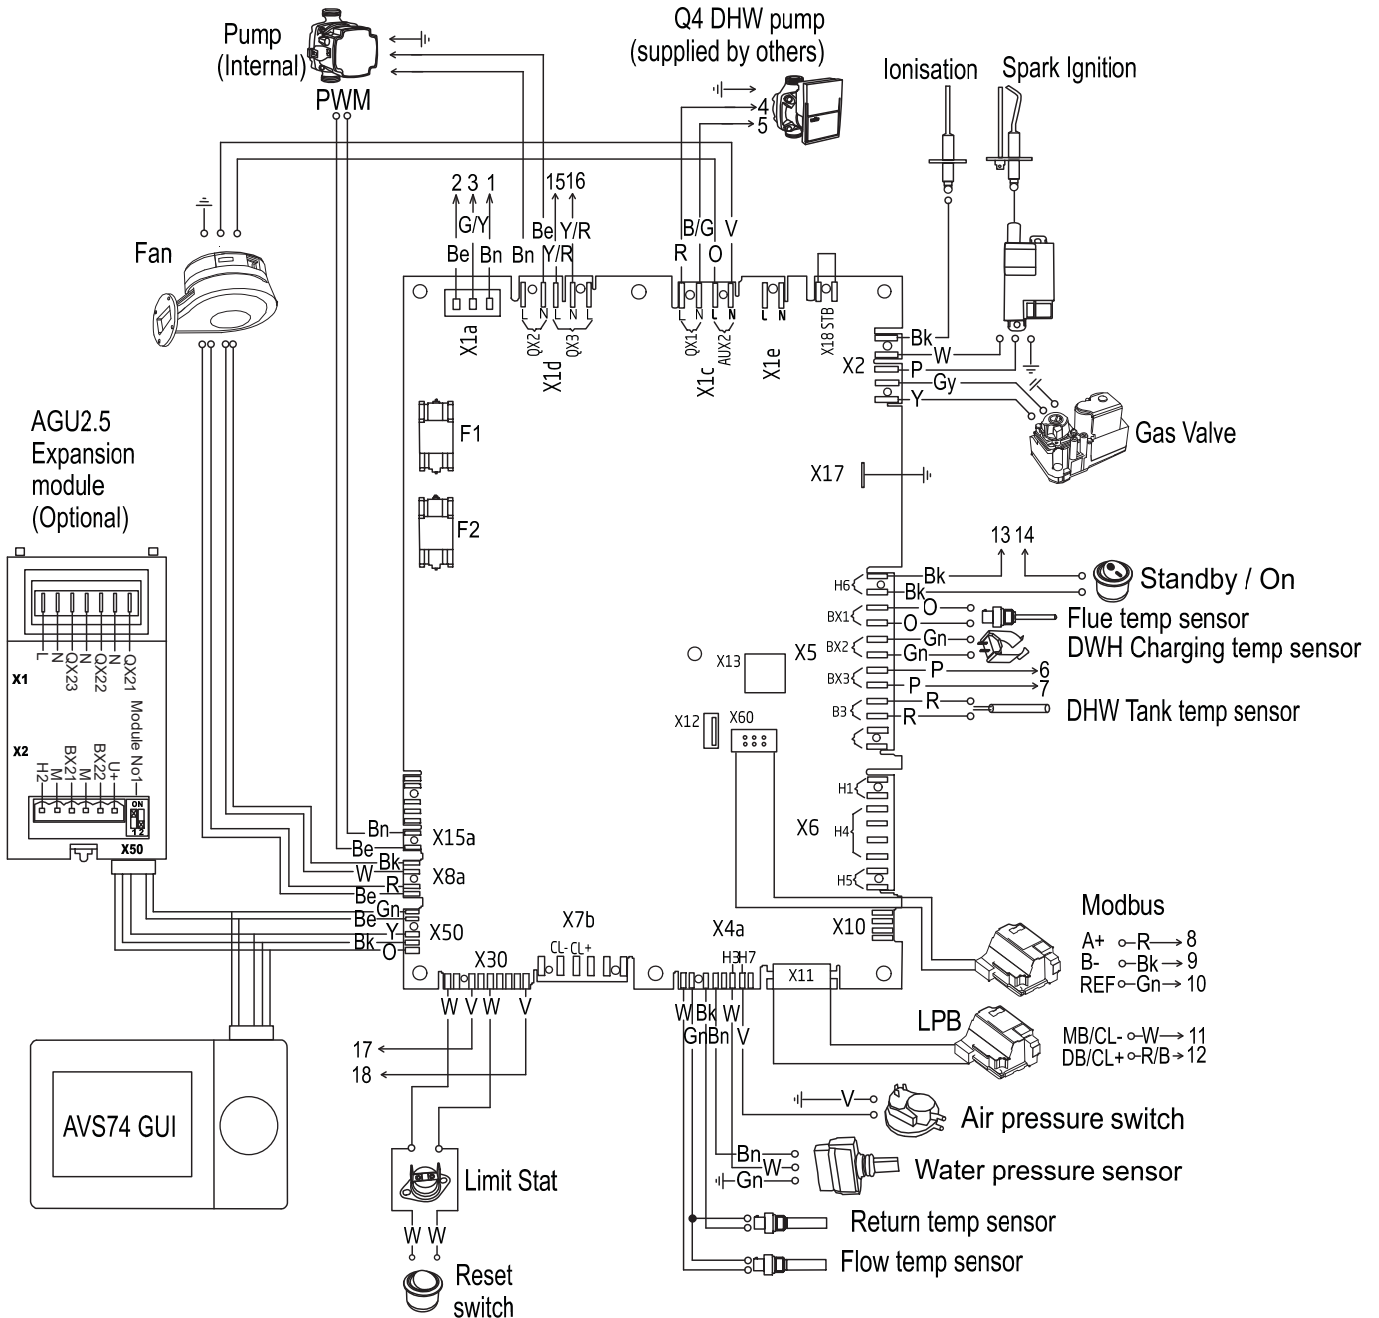 Pump
(Internal)
PWM
Q4 DHW pump
(supplied by others)
4
5
Ionisation
Spark Ignition
2 3 1
15 16
G/Y
Be
Bn
Bn
Be
Y/R
Y/R
R
B/G
O
V
Fan
X1a
L
N
QX2
L
N
L
QX3
X1d
L
N
QX1
L
N
AUX2
X1c
L
N
X1e
X18 STB
X2
Bk
W
P
Gy
Y
Gas Valve
F1
F2
X17
AGU2.5
Expansion
module
(Optional)
X1
L
N
QX23
N
QX22
N
QX21
X2
H2
M
BX21
M
BX22
U+
Module No1
ON
1 2
X50
13 14
H6
Bk
Bk
Standby / On
BX1
O
O
Flue temp sensor
BX2
Gn
Gn
DWH Charging temp sensor
X5
BX3
P
P
6
7
B3
R
R
DHW Tank temp sensor
X13
X12
X60
H1
X6
H4
H5
X10
Bn
Be
X15a
Bk
W
X8a
R
Be
Gn
Be
Y
X50
Bk
O
X7b
CL- CL+
X30
X4a
H3 H7
X11
W V W V
W Bk W
Gn Bn V
17
18
Modbus
A+ R 8
B- Bk 9
REF Gn 10
LPB
MB/CL- W 11
DB/CL+ R/B 12
AVS74 GUI
V
Air pressure switch
Bn
W
Gn
Water pressure sensor
Limit Stat
Return temp sensor
Flow temp sensor
W W
Reset
switch